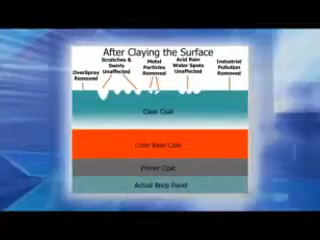 After Claying the Surface
OverSpray
Removed
Scratches &
Swirls
Unaffected
Metal
Particles
Removed
Acid Rain
Water Spots
Unaffected
Industrial
Pollution
Removed
Clear Coat
Color Base Coat
Primer Coat
Actual Body Panel